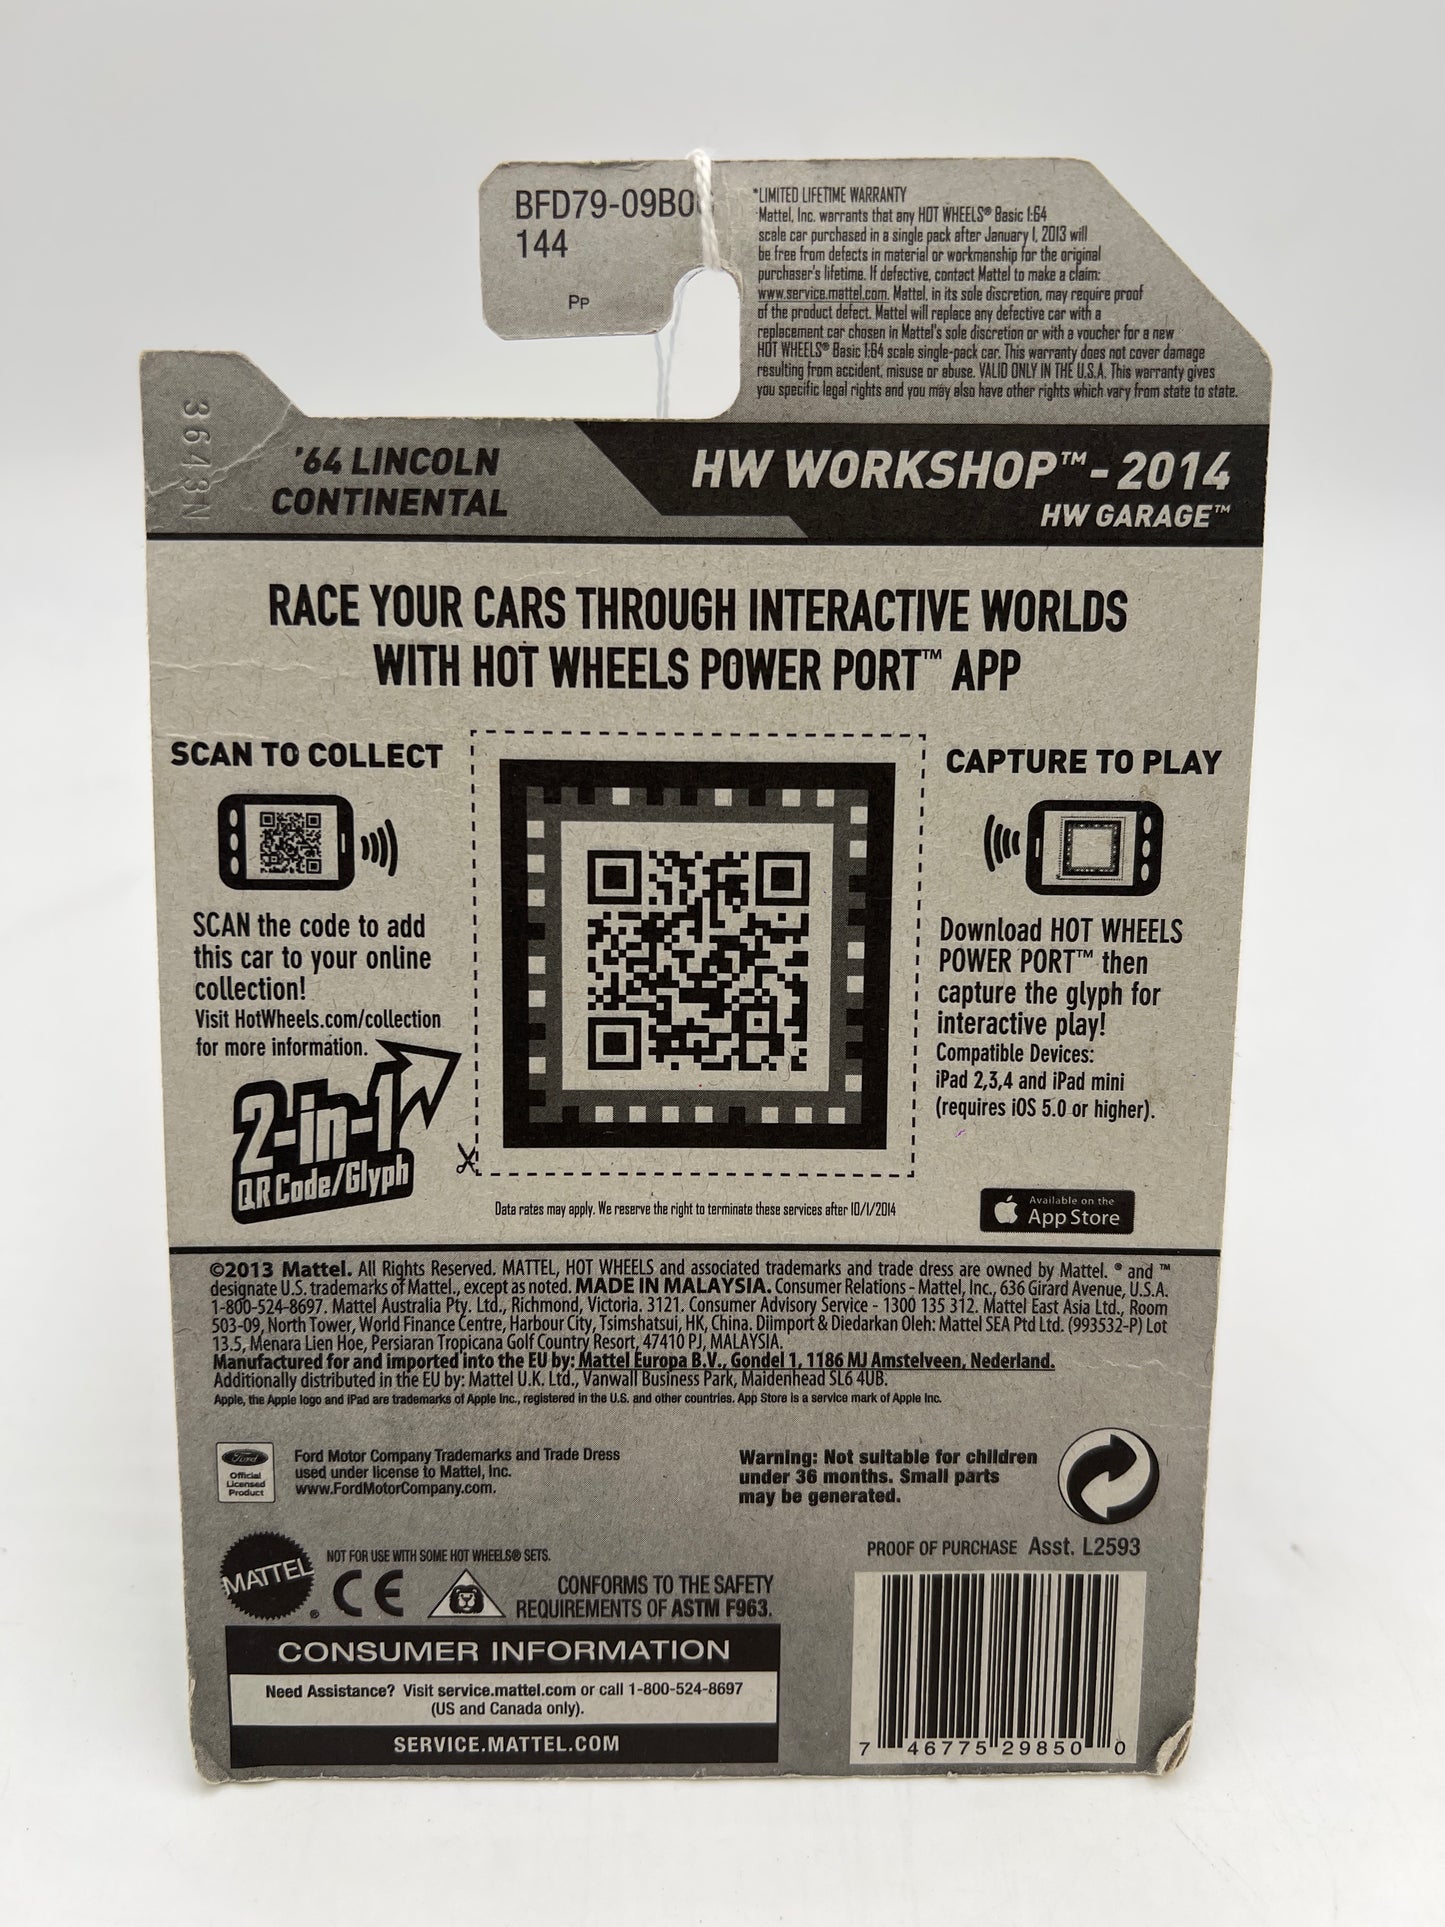 BFD79-09B0
144
PP
*LIMITED LIFETIME WARRANTY
Mattel, Inc. warrants that any HOT WHEELS® Basic 1:64
scale car purchased in a single pack after January 1, 2013 will
be free from defects in material or workmanship for the original
purchaser's lifetime. If defective, contact Mattel to make a claim:
www.service.mattel.com. Mattel, in its sole discretion, may require proof
of the product defect. Mattel will replace any defective car with a
replacement car chosen in Mattel's sole discretion or with a voucher for a new
HOT WHEELS® Basic 1:64 scale single-pack car. This warranty does not cover damage
resulting from accident, misuse or abuse. VALID ONLY IN THE U.S.A. This warranty gives
you specific legal rights and you may also have other rights which vary from state to state.
3643N
'64 LINCOLN
CONTINENTAL
HW WORKSHOP™ - 2014
HW GARAGE™
RACE YOUR CARS THROUGH INTERACTIVE WORLDS
WITH HOT WHEELS POWER PORT™ APP
SCAN TO COLLECT
SCAN the code to add
this car to your online
collection!
Visit HotWheels.com/collection
for more information.
2-in-1
QR Code/Glyph
CAPTURE TO PLAY
Download HOT WHEELS
POWER PORT™ then
capture the glyph for
interactive play!
Compatible Devices:
iPad 2,3,4 and iPad mini
(requires iOS 5.0 or higher).
Data rates may apply. We reserve the right to terminate these services after 10/1/2014
Available on the
App Store
©2013 Mattel. All Rights Reserved. MATTEL, HOT WHEELS and associated trademarks and trade dress are owned by Mattel. ® and ™
designate U.S. trademarks of Mattel., except as noted. MADE IN MALAYSIA. Consumer Relations - Mattel, Inc., 636 Girard Avenue, U.S.A.
1-800-524-8697. Mattel Australia Pty. Ltd., Richmond, Victoria. 3121. Consumer Advisory Service - 1300 135 312. Mattel East Asia Ltd., Room
503-09, North Tower, World Finance Centre, Harbour City, Tsimshatsui, HK, China. Diimport & Diedarkan Oleh: Mattel SEA Ptd Ltd. (993532-P) Lot
13.5, Menara Lien Hoe, Persiaran Tropicana Golf Country Resort, 47410 PJ, MALAYSIA.
Manufactured for and imported into the EU by: Mattel Europa B.V., Gondel 1, 1186 MJ Amstelveen, Nederland.
Additionally distributed in the EU by: Mattel U.K. Ltd., Vanwall Business Park, Maidenhead SL6 4UB.
Apple, the Apple logo and iPad are trademarks of Apple Inc., registered in the U.S. and other countries. App Store is a service mark of Apple Inc.
Ford
Official
Licensed
Product
Ford Motor Company Trademarks and Trade Dress
used under license to Mattel, Inc.
www.FordMotorCompany.com.
Warning: Not suitable for children
under 36 months. Small parts
may be generated.
MATTEL®
NOT FOR USE WITH SOME HOT WHEELS® SETS.
CE
CONFORMS TO THE SAFETY
REQUIREMENTS OF ASTM F963.
PROOF OF PURCHASE Asst. L2593
CONSUMER INFORMATION
Need Assistance? Visit service.mattel.com or call 1-800-524-8697
(US and Canada only).
SERVICE.MATTEL.COM
7 46775 29850 0